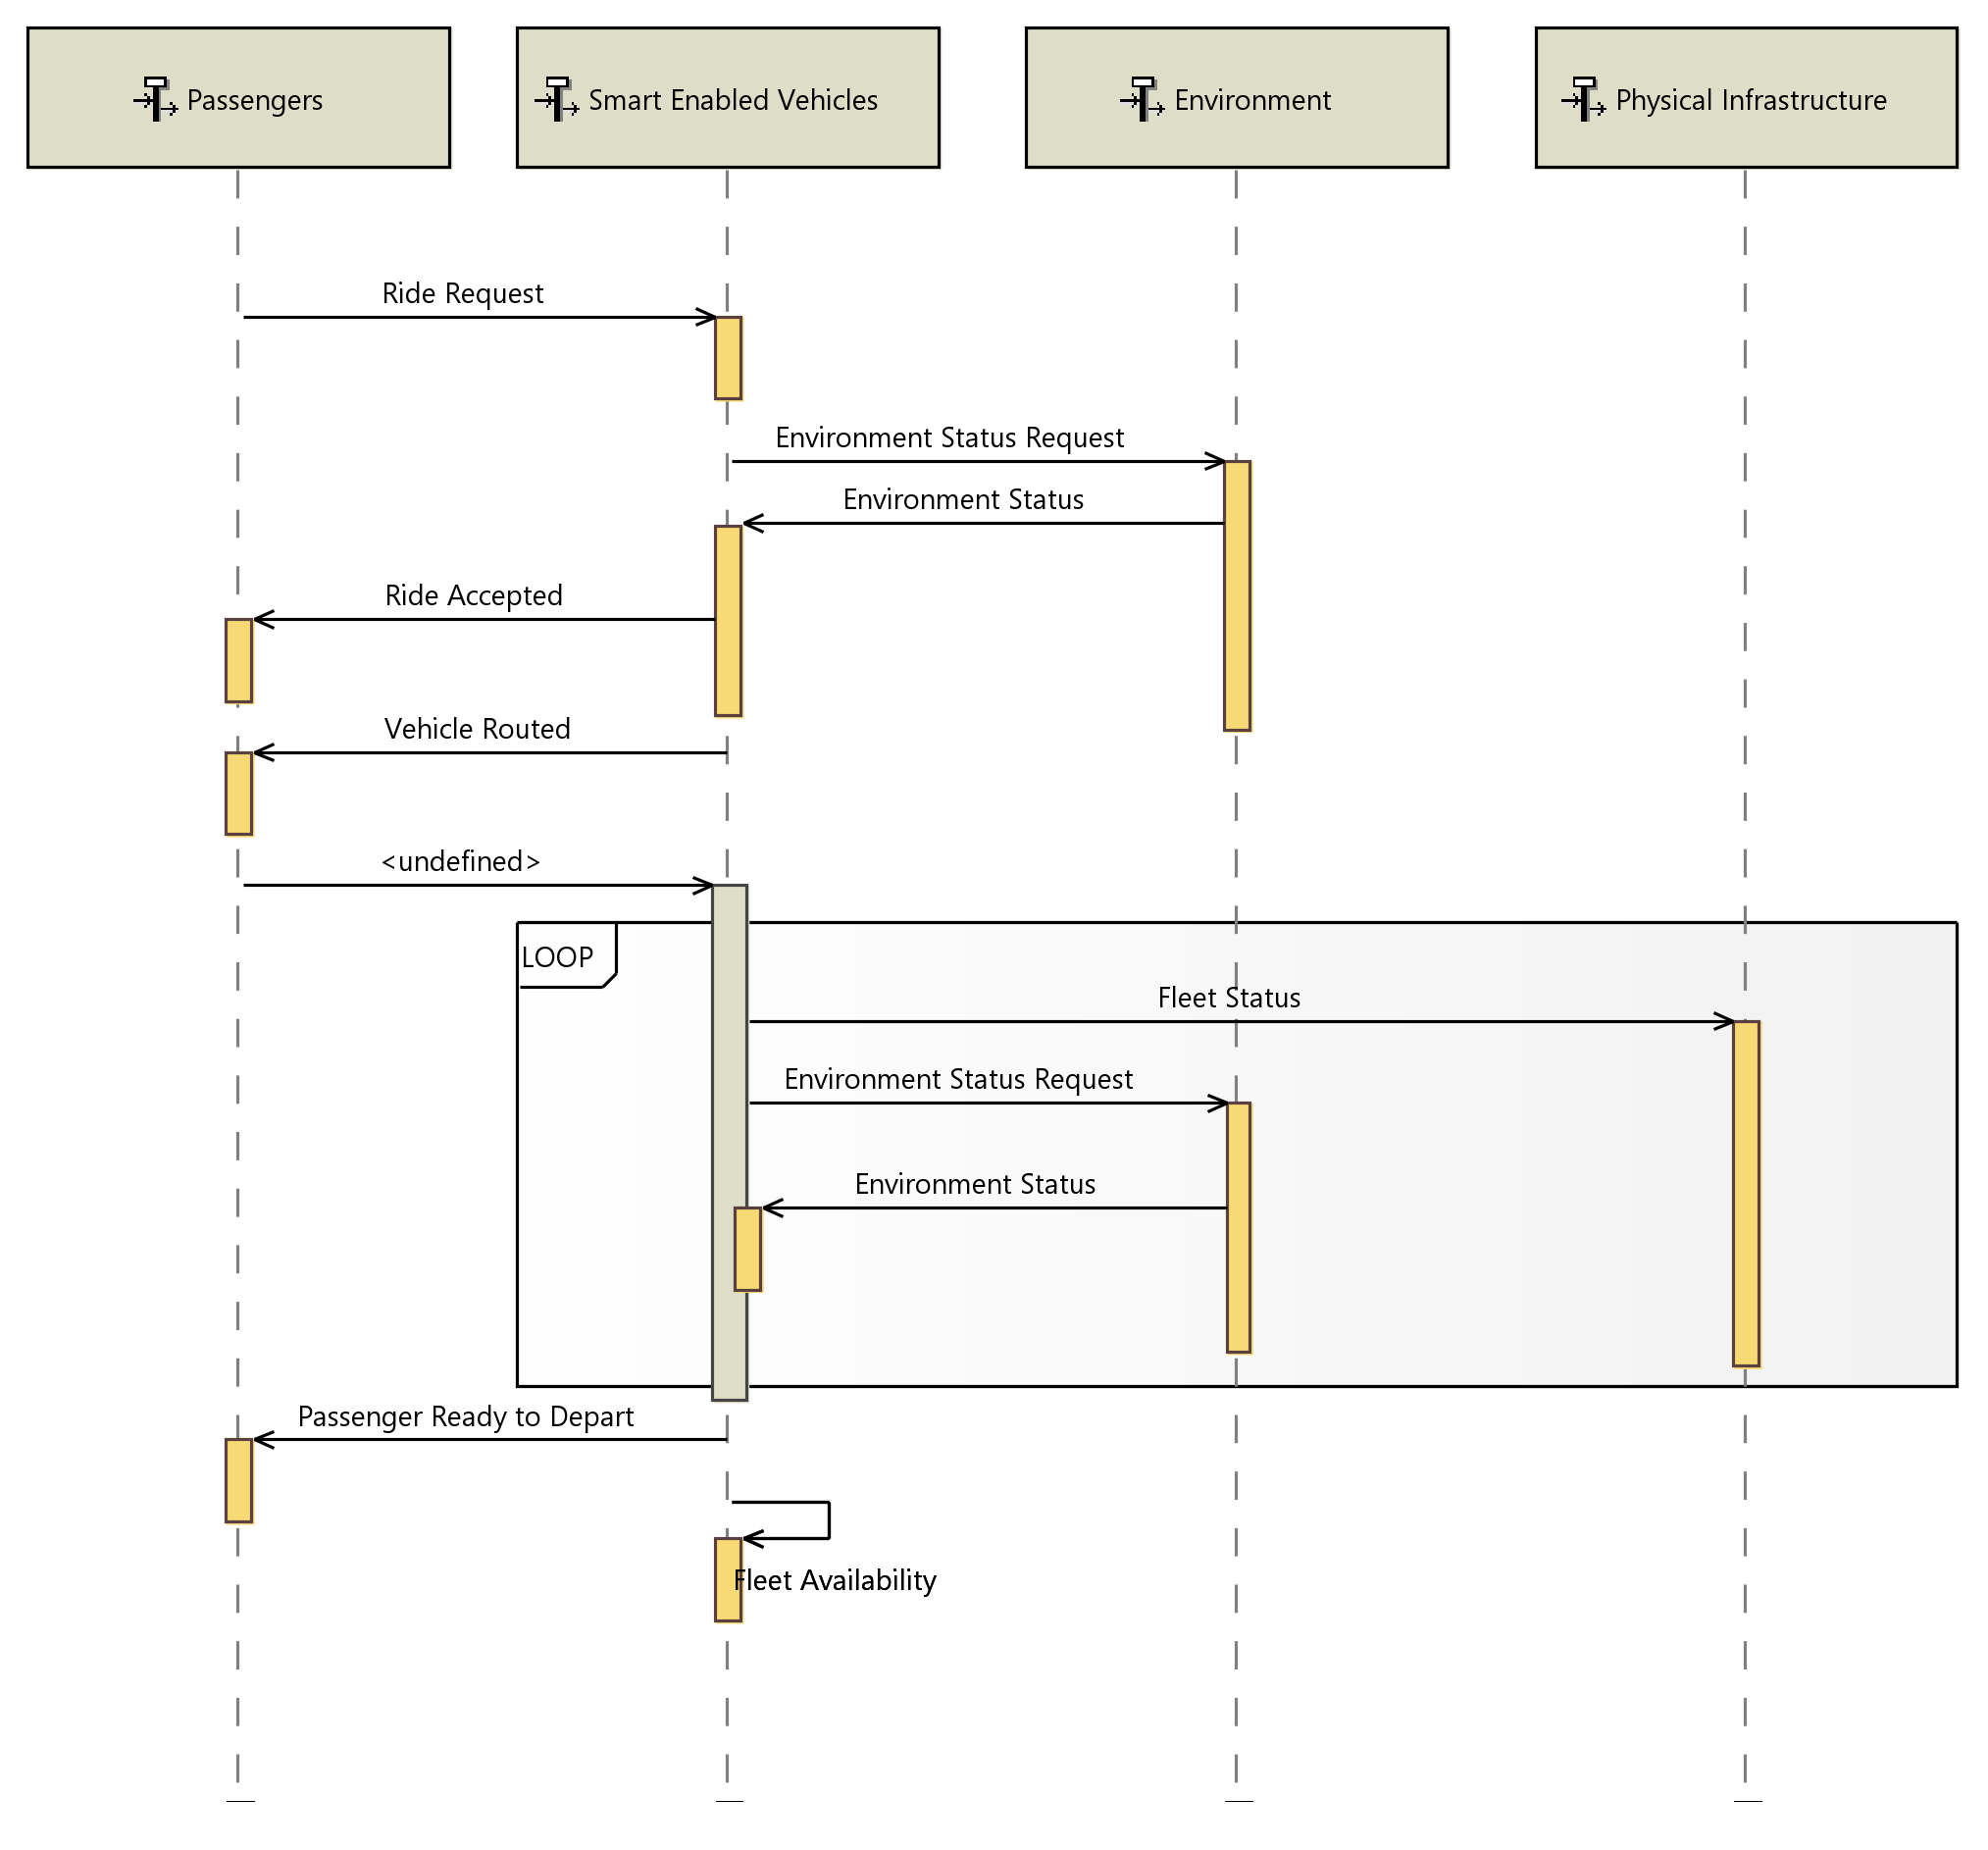 Passengers
Smart Enabled Vehicles
Environment
Physical Infrastructure
Ride Request
Environment Status Request
Environment Status
Ride Accepted
Vehicle Routed
<undefined>
LOOP
Fleet Status
Environment Status Request
Environment Status
Passenger Ready to Depart
Fleet Availability